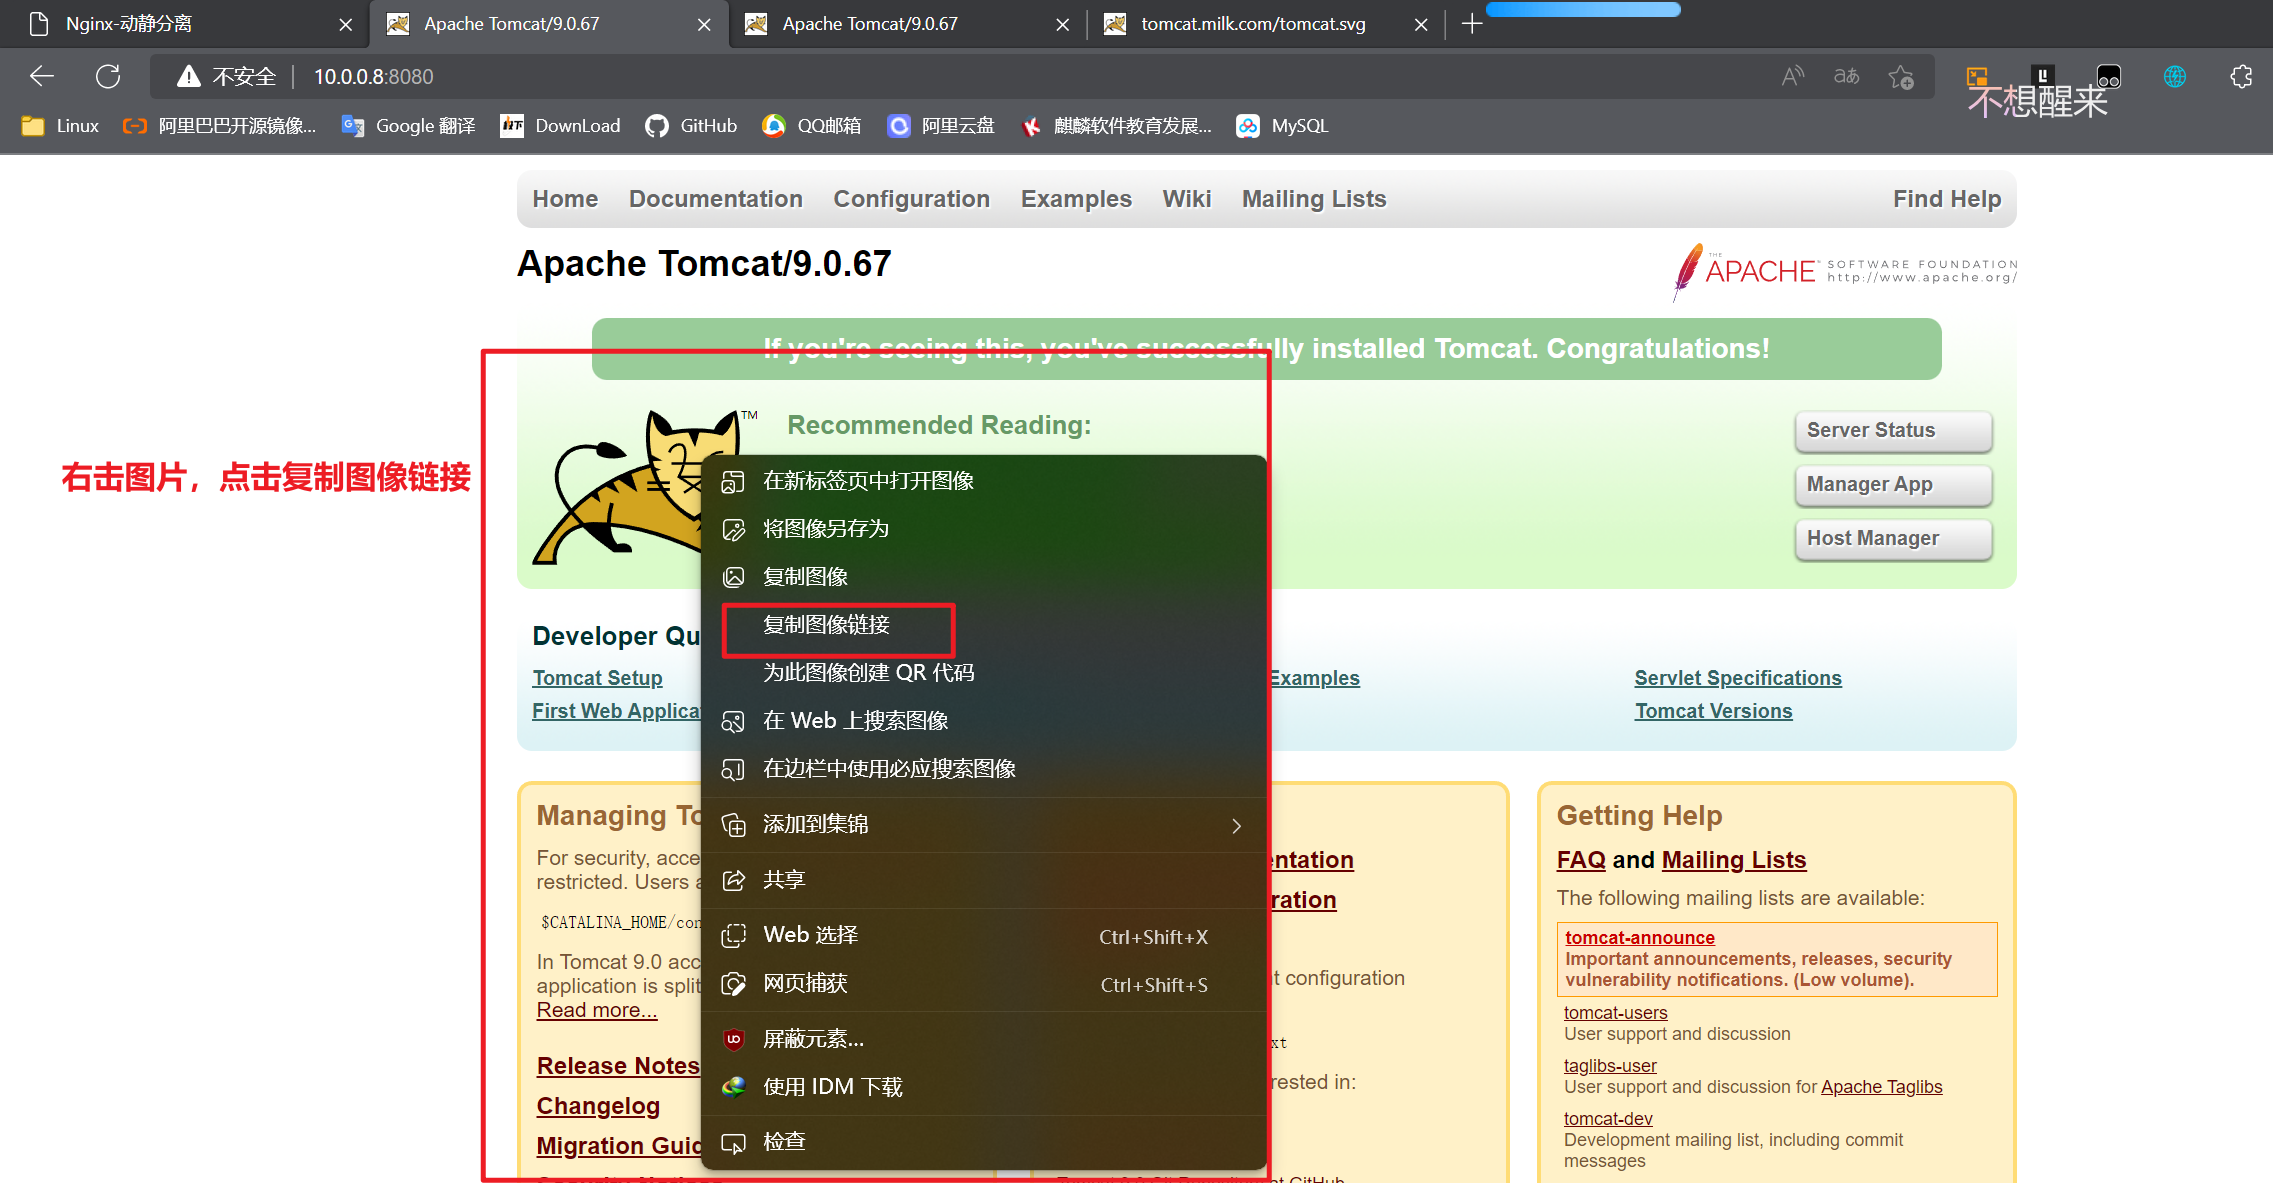 Nginx-动静分离
Apache Tomcat/9.0.67
Apache Tomcat/9.0.67
tomcat.milk.com/tomcat.svg
不安全
10.0.0.8:8080
aあ
不想醒来
Linux
阿里巴巴开源镜像...
Google 翻译
DownLoad
GitHub
QQ邮箱
阿里云盘
麒麟软件教育发展...
MySQL
Home Documentation Configuration Examples Wiki Mailing Lists Find Help
Apache Tomcat/9.0.67
THE APACHE SOFTWARE FOUNDATION
http://www.apache.org/
If you're seeing this, you've successfully installed Tomcat. Congratulations!
TM
Recommended Reading:
Server Status
Manager App
Host Manager
右击图片，点击复制图像链接
在新标签页中打开图像
将图像另存为
复制图像
复制图像链接
为此图像创建 QR 代码
在 Web 上搜索图像
在边栏中使用必应搜索图像
添加到集锦
共享
Web 选择 Ctrl+Shift+X
网页捕获 Ctrl+Shift+S
屏蔽元素...
使用 IDM 下载
检查
Developer Qu
Tomcat Setup
First Web Applica
Examples
Servlet Specifications
Tomcat Versions
Managing To
For security, acce
restricted. Users a
$CATALINA_HOME/con
In Tomcat 9.0 acc
application is split
Read more...
Release Notes
Changelog
Migration Guid
entation
ration
t configuration
xt
rested in:
Getting Help
FAQ and Mailing Lists
The following mailing lists are available:
tomcat-announce
Important announcements, releases, security
vulnerability notifications. (Low volume).
tomcat-users
User support and discussion
taglibs-user
User support and discussion for Apache Taglibs
tomcat-dev
Development mailing list, including commit
messages